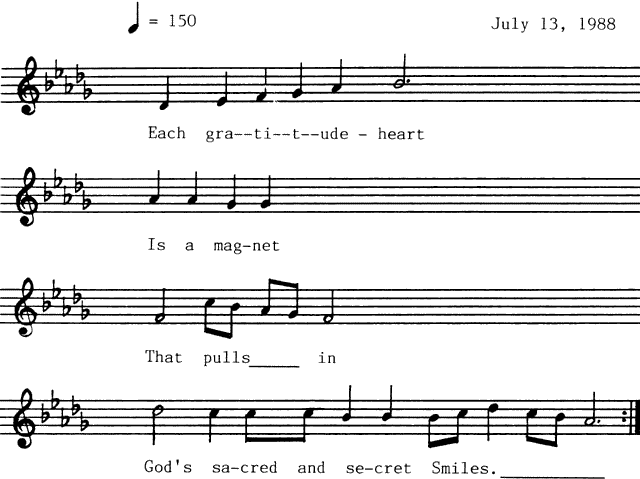 ♩ = 150
July 13, 1988
Each gra--ti--t--ude - heart
Is a mag-net
That pulls_____ in
God's sa-cred and se-cret Smiles.___________